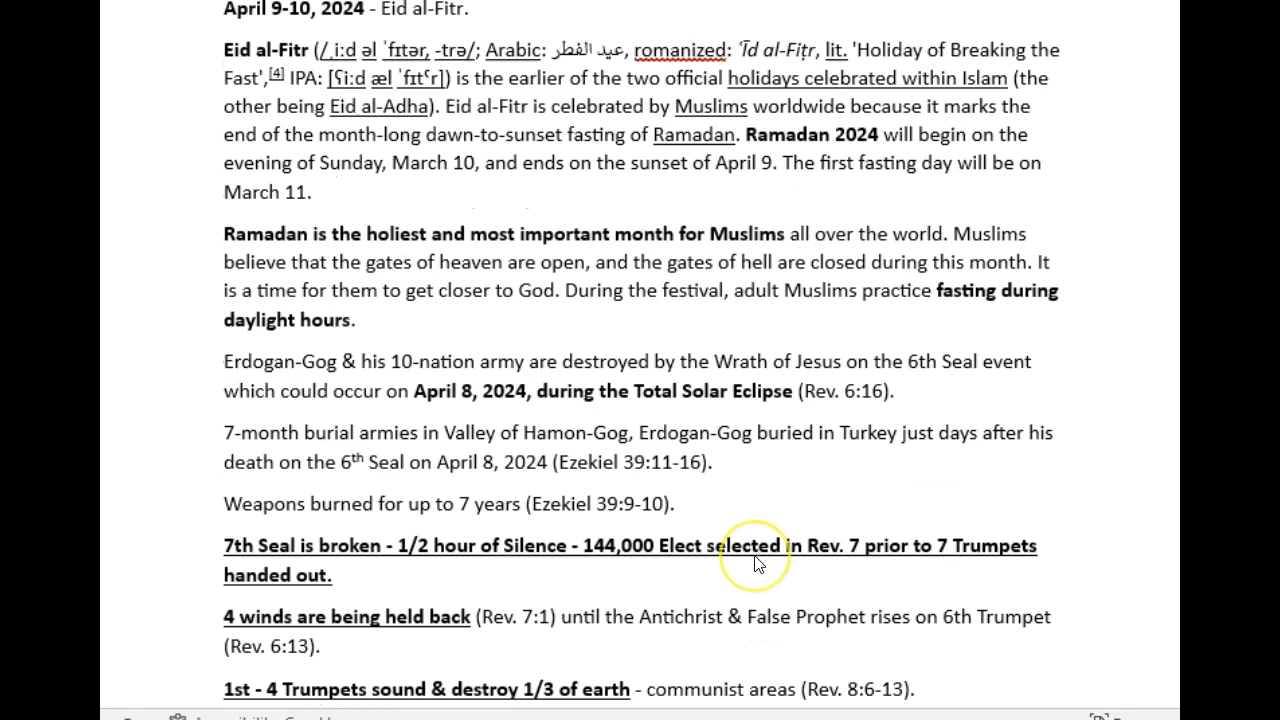 April 9-10, 2024 - Eid al-Fitr.
Eid al-Fitr (/ˌiːd əl ˈfɪtər, -trə/; Arabic: عيد الفطر, romanized: ʿĪd al-Fiṭr, lit. 'Holiday of Breaking the
Fast',[4] IPA: [ʕiːd æl ˈfɪtˤr]) is the earlier of the two official holidays celebrated within Islam (the
other being Eid al-Adha). Eid al-Fitr is celebrated by Muslims worldwide because it marks the
end of the month-long dawn-to-sunset fasting of Ramadan. Ramadan 2024 will begin on the
evening of Sunday, March 10, and ends on the sunset of April 9. The first fasting day will be on
March 11.
Ramadan is the holiest and most important month for Muslims all over the world. Muslims
believe that the gates of heaven are open, and the gates of hell are closed during this month. It
is a time for them to get closer to God. During the festival, adult Muslims practice fasting during
daylight hours.
Erdogan-Gog & his 10-nation army are destroyed by the Wrath of Jesus on the 6th Seal event
which could occur on April 8, 2024, during the Total Solar Eclipse (Rev. 6:16).
7-month burial armies in Valley of Hamon-Gog, Erdogan-Gog buried in Turkey just days after his
death on the 6th Seal on April 8, 2024 (Ezekiel 39:11-16).
Weapons burned for up to 7 years (Ezekiel 39:9-10).
7th Seal is broken - 1/2 hour of Silence - 144,000 Elect selected in Rev. 7 prior to 7 Trumpets
handed out.
4 winds are being held back (Rev. 7:1) until the Antichrist & False Prophet rises on 6th Trumpet
(Rev. 6:13).
1st - 4 Trumpets sound & destroy 1/3 of earth - communist areas (Rev. 8:6-13).